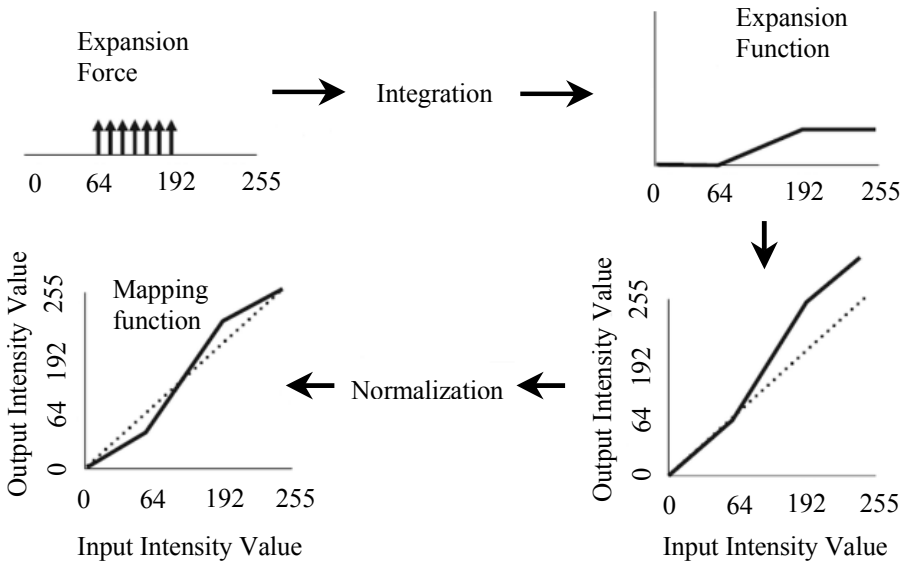 Expansion
Force
0 64 192 255
Integration
Expansion
Function
0 64 192 255
Output Intensity Value
255
192
64
0
Mapping
function
0 64 192 255
Input Intensity Value
Normalization
Output Intensity Value
255
192
64
0
0 64 192 255
Input Intensity Value